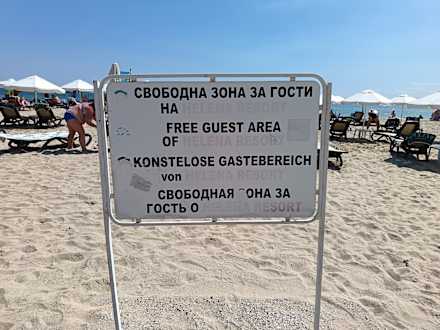 СВОБОДНА ЗОНА ЗА ГОСТИ
НА HELENA RESORT
FREE GUEST AREA
OF HELENA RESORT
KONSTELOSE GASTEBEREICH
von HELENA RESORT
СВОБОДНАЯ ЗОНА ЗА
ГОСТЬ О HELENA RESORT